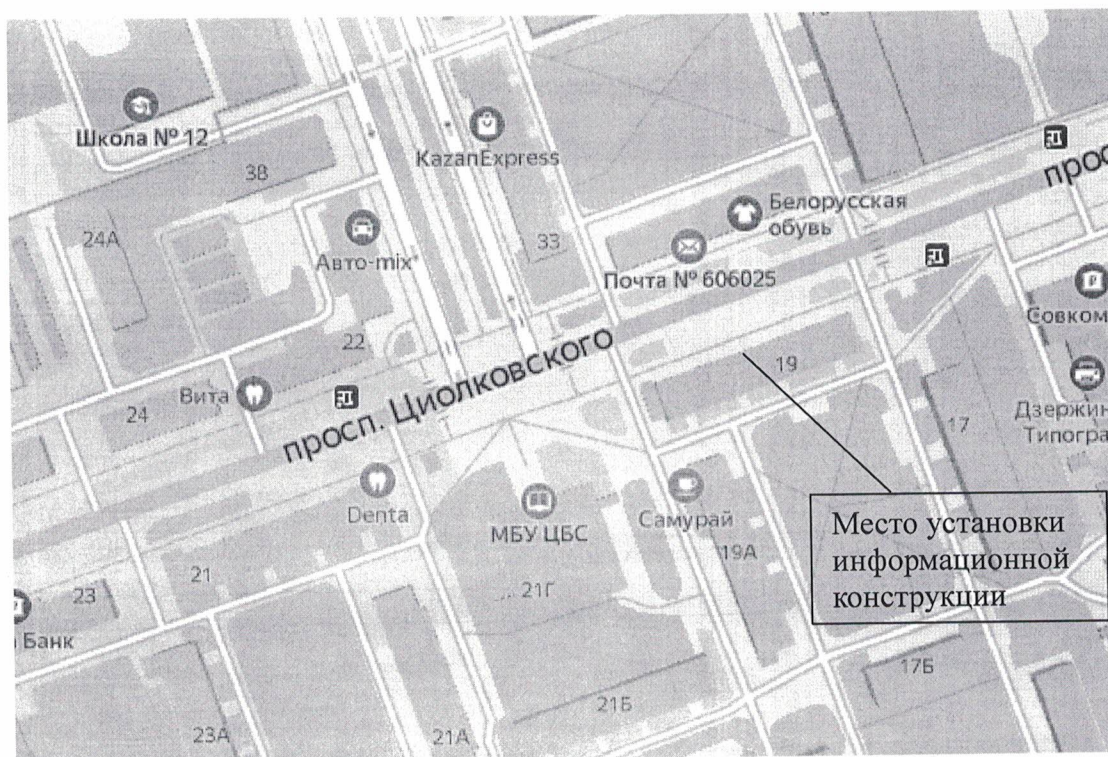 Школа № 12
38
24А
Авто-mix
22
Вита
24
KazanExpress
33
Белорусская
обувь
Почта № 606025
просп. Циолковского
прос
Совком
Дзержин
Типогра
19
17
Denta
МБУ ЦБС
Самурай
19А
21
21Г
23
Банк
23А
21А
21Б
17Б
Место установки
информационной
конструкции